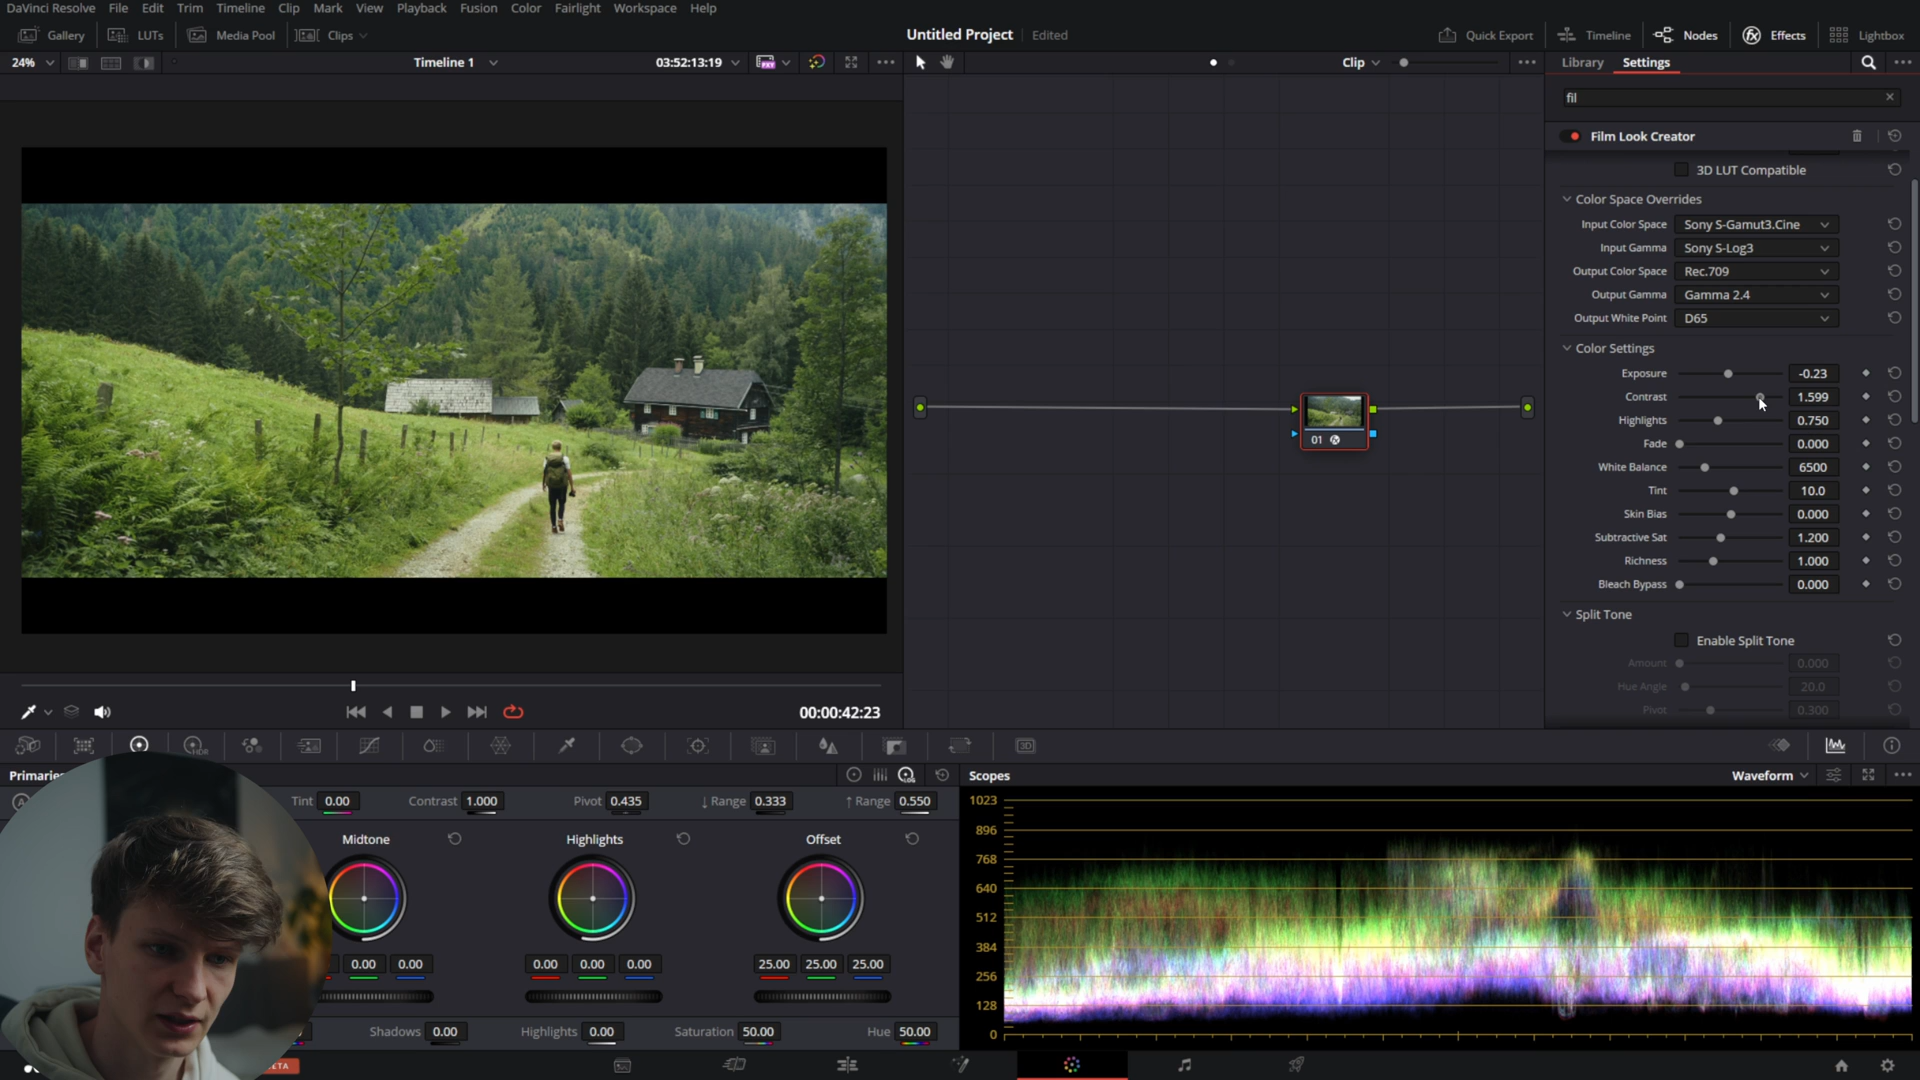 DaVinci Resolve File Edit Trim Timeline Clip Mark View Playback Fusion Color Fairlight Workspace Help
Gallery LUTs Media Pool Clips
Untitled Project Edited
Quick Export Timeline Nodes Effects Lightbox
24% Timeline 1 03:52:13:19
Clip
Library Settings
fil
Film Look Creator
3D LUT Compatible
Color Space Overrides
Input Color Space Sony S-Gamut3.Cine
Input Gamma Sony S-Log3
Output Color Space Rec.709
Output Gamma Gamma 2.4
Output White Point D65
Color Settings
Exposure -0.23
Contrast 1.599
Highlights 0.750
Fade 0.000
White Balance 6500
Tint 10.0
Skin Bias 0.000
Subtractive Sat 1.200
Richness 1.000
Bleach Bypass 0.000
Split Tone
Enable Split Tone
Amount 0.000
Hue Angle 20.0
Pivot 0.300
01
00:00:42:23
HDR
3D
Primaries
Tint 0.00 Contrast 1.000 Pivot 0.435 ↓ Range 0.333 ↑ Range 0.550
Midtone Highlights Offset
0.00 0.00 0.00 0.00 0.00 25.00 25.00 25.00
Shadows 0.00 Highlights 0.00 Saturation 50.00 Hue 50.00
Scopes Waveform
1023
896
768
640
512
384
256
128
0